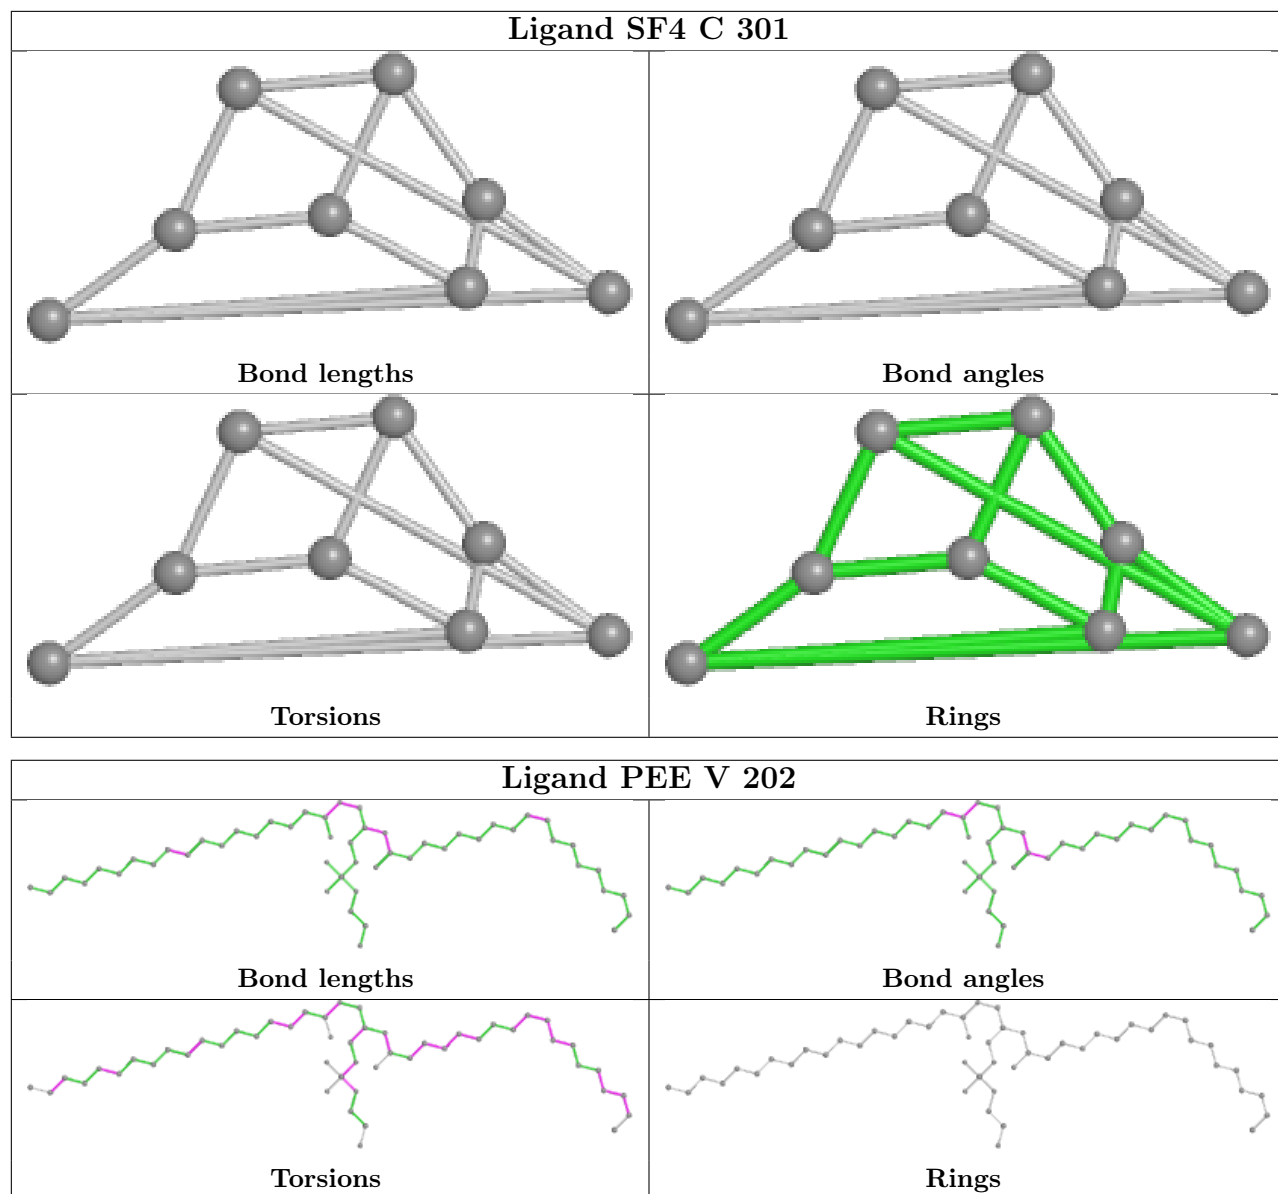 Ligand SF4 C 301
Bond lengths
Bond angles
Torsions
Rings
Ligand PEE V 202
Bond lengths
Bond angles
Torsions
Rings